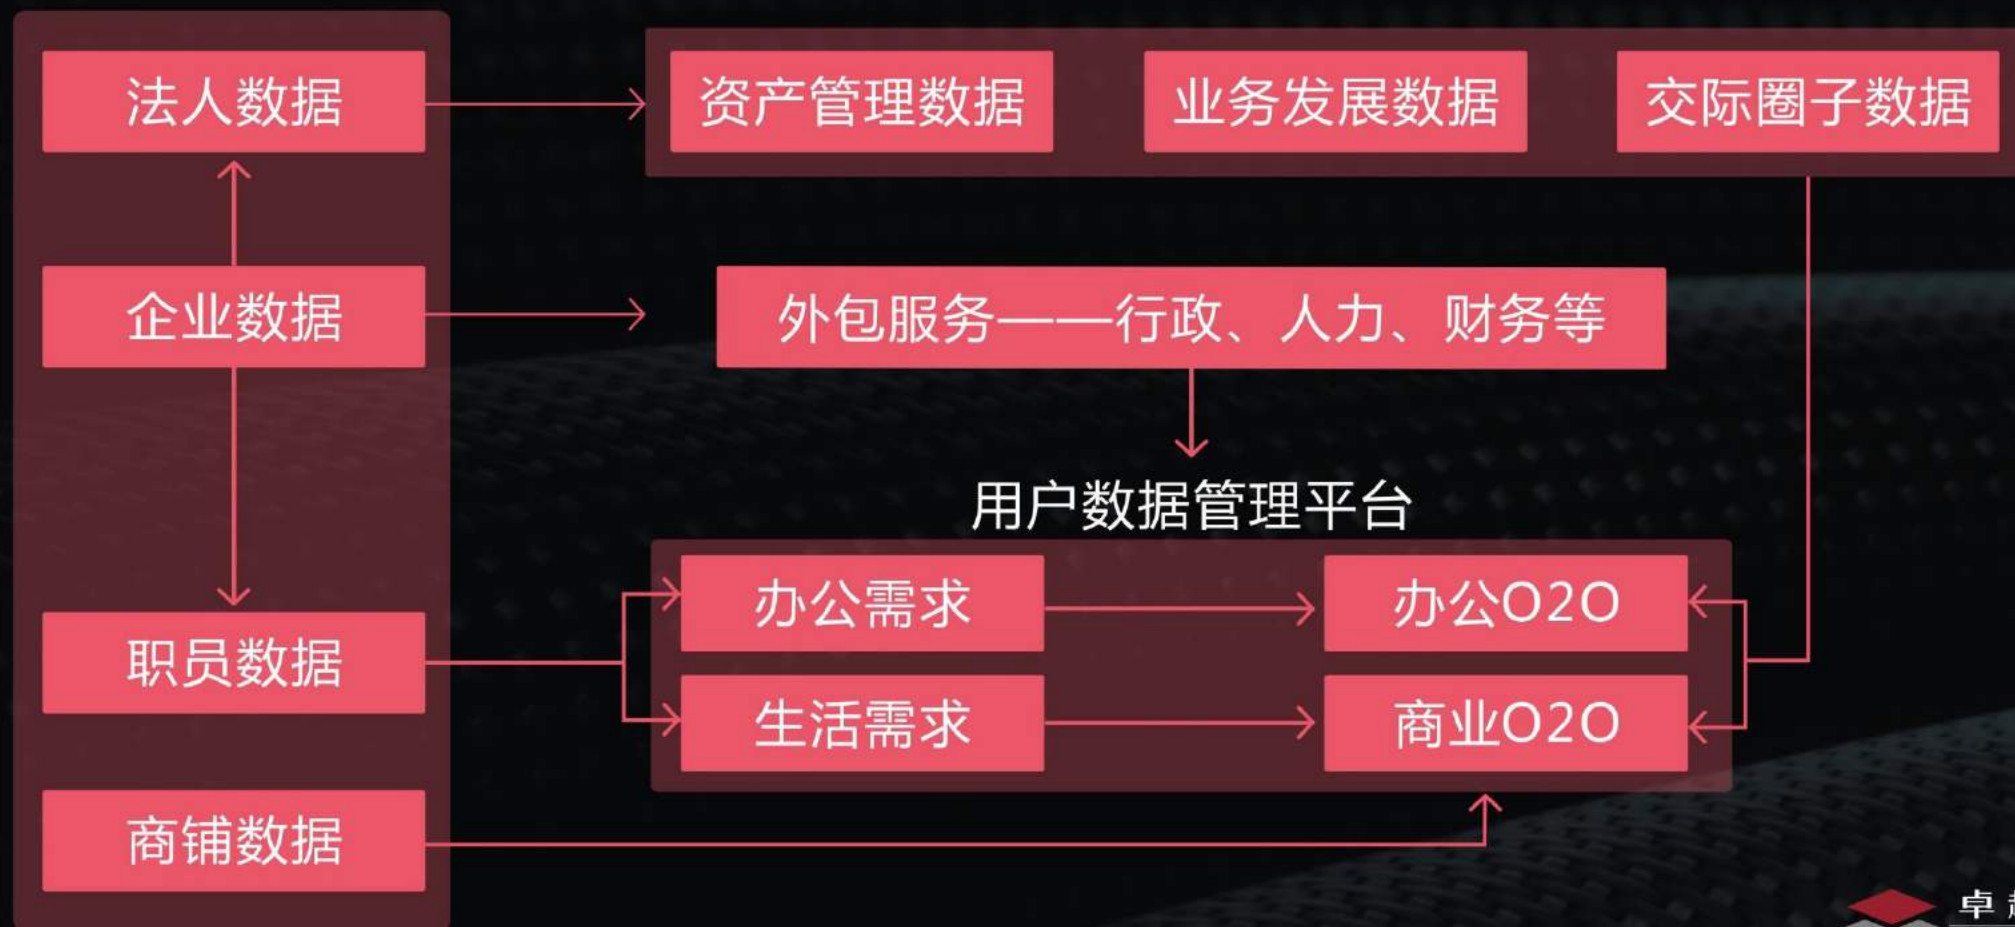 法人数据
资产管理数据
业务发展数据
交际圈子数据
企业数据
外包服务——行政、人力、财务等
用户数据管理平台
职员数据
办公需求
办公O2O
生活需求
商业O2O
商铺数据
卓